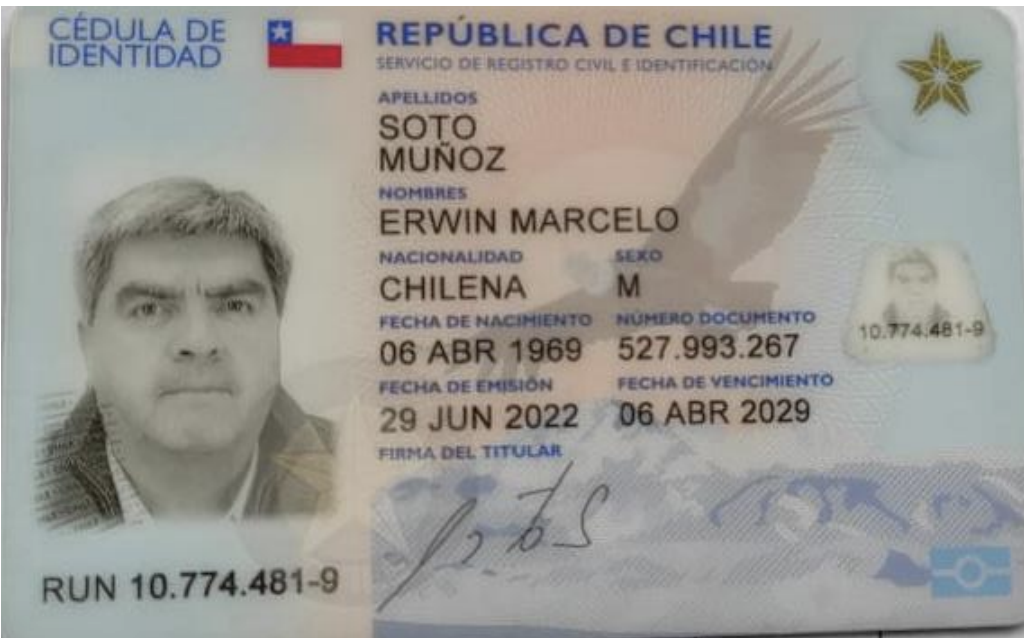 CÉDULA DE
IDENTIDAD
REPÚBLICA DE CHILE
SERVICIO DE REGISTRO CIVIL E IDENTIFICACIÓN
APELLIDOS
SOTO
MUÑOZ
NOMBRES
ERWIN MARCELO
NACIONALIDAD SEXO
CHILENA M
FECHA DE NACIMIENTO NÚMERO DOCUMENTO
06 ABR 1969 527.993.267
FECHA DE EMISIÓN FECHA DE VENCIMIENTO
29 JUN 2022 06 ABR 2029
FIRMA DEL TITULAR
10.774.481-9
RUN 10.774.481-9